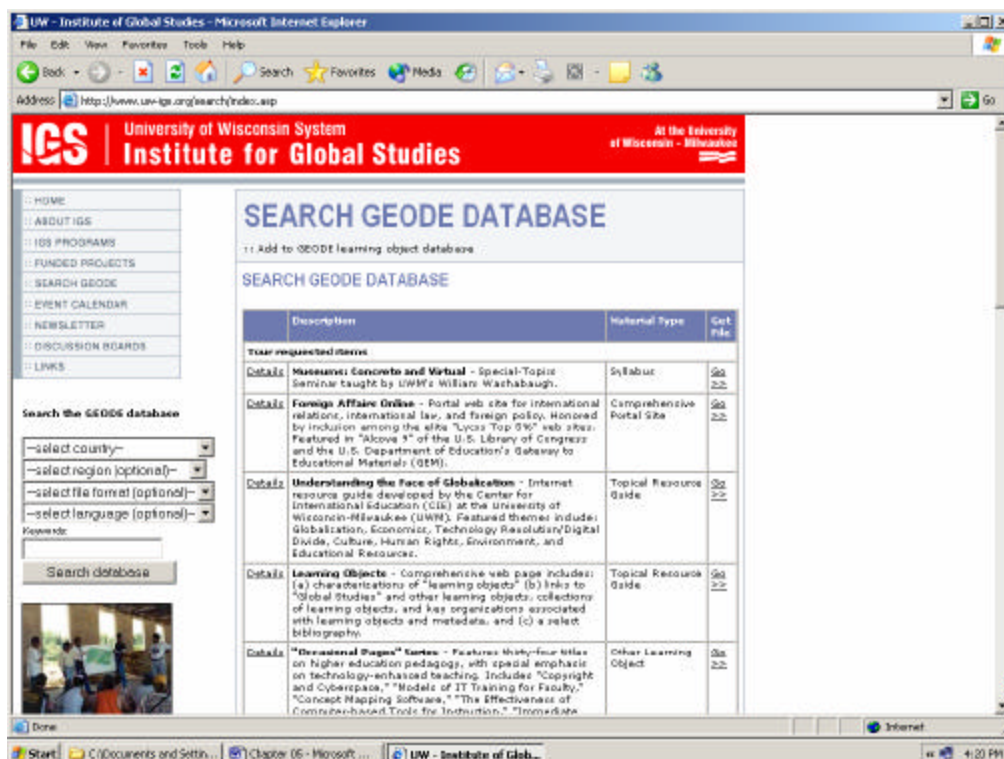 UW - Institute of Global Studies - Microsoft Internet Explorer
File Edit View Favorites Tools Help
Back Search Favorites Media
Address http://www.uw-igs.org/search/index.asp Go
IGS University of Wisconsin System
Institute for Global Studies
At the University
of Wisconsin - Milwaukee
:: HOME
:: ABOUT IGS
:: IGS PROGRAMS
:: FUNDED PROJECTS
:: SEARCH GEODE
:: EVENT CALENDAR
:: NEWSLETTER
:: DISCUSSION BOARDS
:: LINKS
Search the GEODE database
--select country--
--select region (optional)--
--select file format (optional)--
--select language (optional)--
Keywords:
Search database
SEARCH GEODE DATABASE
:: Add to GEODE learning object database
SEARCH GEODE DATABASE
Description Material Type Get
File
Your requested items
Details Museums: Concrete and Virtual - Special-Topics Syllabus Go
Seminar taught by UWM's William Washabaugh. >>
Details Foreign Affairs Online - Portal web site for international Comprehensive Go
relations, international law, and foreign policy. Honored Portal Site >>
by inclusion among the elite "Lycos Top 5%" web sites.
Featured in "Alcove 9" of the U.S. Library of Congress
and the U.S. Department of Education's Gateway to
Educational Materials (GEM).
Details Understanding the Face of Globalization - Internet Topical Resource Go
resource guide developed by the Center for Guide >>
International Education (CIE) at the University of
Wisconsin-Milwaukee (UWM). Featured themes include:
Globalization, Economics, Technology Resolution/Digital
Divide, Culture, Human Rights, Environment, and
Educational Resources.
Details Learning Objects - Comprehensive web page includes: Topical Resource Go
(a) characterizations of "learning objects" (b) links to Guide >>
"Global Studies" and other learning objects, collections
of learning objects, and key organizations associated
with learning objects and metadata, and (c) a select
bibliography.
Details "Occasional Pages" Series - Features thirty-four titles Other Learning Go
on higher education pedagogy, with special emphasis Object >>
on technology-enhanced teaching. Includes "Copyright
and Cyberspace," "Models of IT Training for Faculty,"
"Concept Mapping Software," "The Effectiveness of
Computer-based Tools for Instruction," "Immediate
Done Internet
Start C:\Documents and Settin... Chapter 06 - Microsoft ... UW - Institute of Glob... 4:20 PM